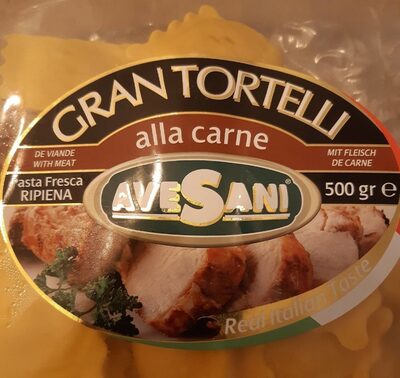 GRAN TORTELLI
alla carne
DE VIANDE
WITH MEAT
MIT FLEISCH
DE CARNE
Pasta Fresca
RIPIENA
AVESANI®
500 gr e
Real Italian Taste